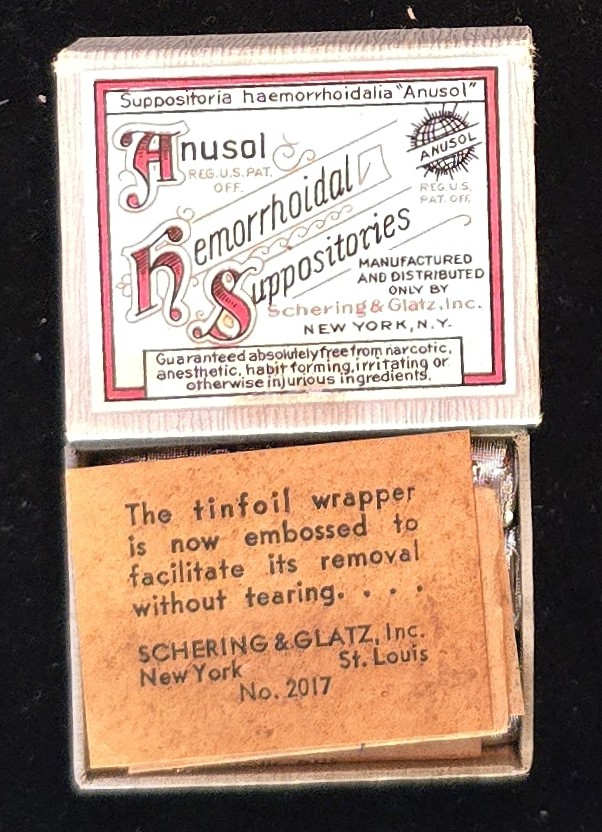 Suppositoria haemorrhoidalia "Anusol"
Anusol
REG. U.S. PAT.
OFF.
ANUSOL
REG. U.S.
PAT. OFF.
Hemorrhoidal
Suppositories
MANUFACTURED
AND DISTRIBUTED
ONLY BY
Schering & Glatz, Inc.
NEW YORK, N.Y.
Guaranteed absolutely free from narcotic,
anesthetic, habit forming, irritating or
otherwise injurious ingredients.
The tinfoil wrapper
is now embossed to
facilitate its removal
without tearing. . . .
SCHERING & GLATZ, Inc.
New York St. Louis
No. 2017